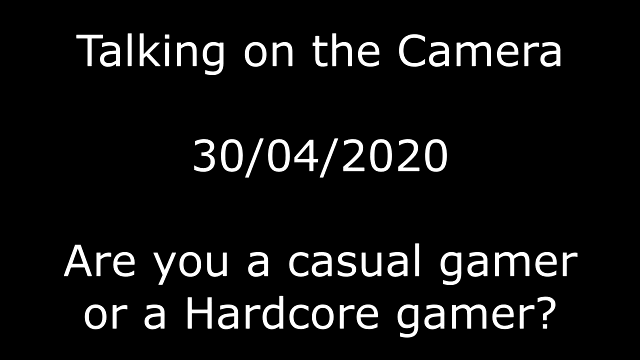 Talking on the Camera
30/04/2020
Are you a casual gamer
or a Hardcore gamer?